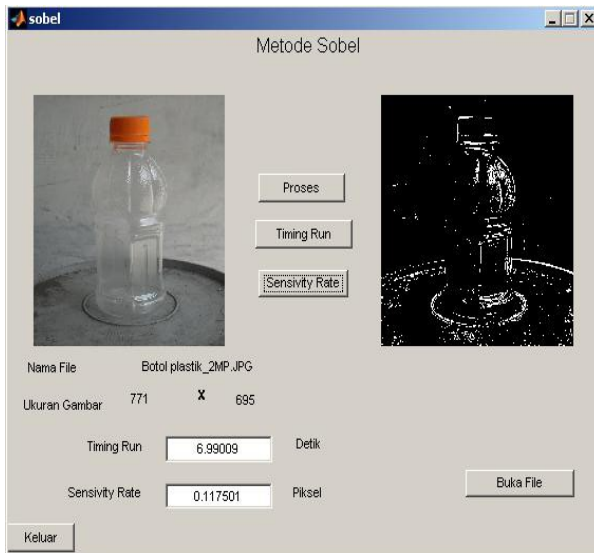 sobel
Metode Sobel
Proses
Timing Run
Sensivity Rate
Nama File Botol plastik_2MP.JPG
Ukuran Gambar 771 X 695
Timing Run 6.99009 Detik
Sensivity Rate 0.117501 Piksel
Buka File
Keluar